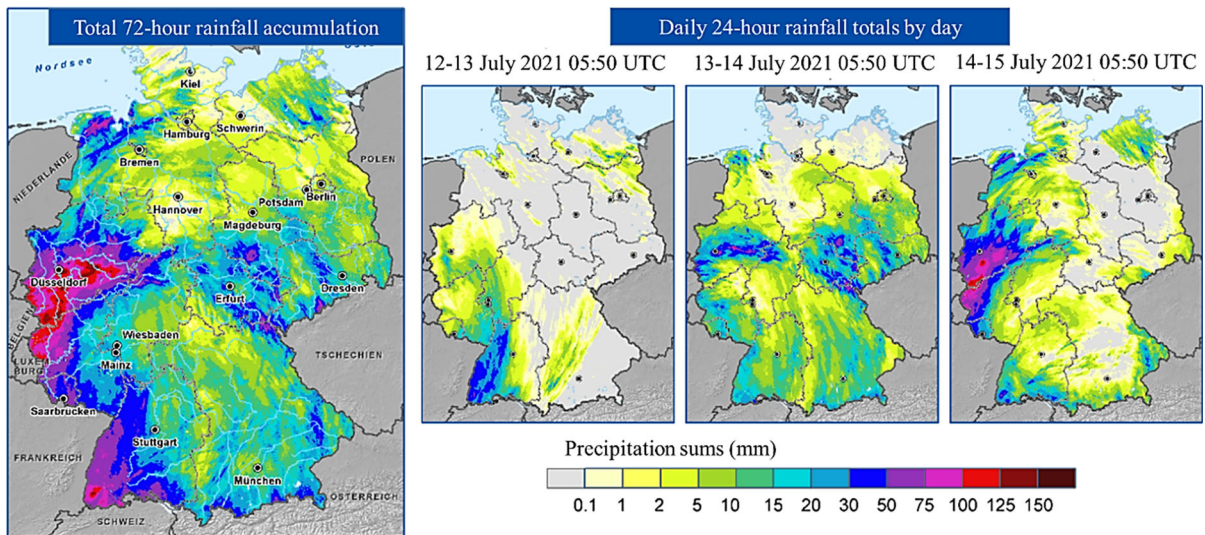 Total 72-hour rainfall accumulation
Nordsee
Kiel
Hamburg
Schwerin
Bremen
NIEDERLANDE
POLEN
Hannover
Potsdam
Berlin
Magdeburg
Düsseldorf
BELGIEN
Erfurt
Dresden
LUXEM
BURG
Wiesbaden
Mainz
TSCHECHIEN
Saarbrücken
Stuttgart
FRANKREICH
München
ÖSTERREICH
SCHWEIZ
Daily 24-hour rainfall totals by day
12-13 July 2021 05:50 UTC
13-14 July 2021 05:50 UTC
14-15 July 2021 05:50 UTC
Precipitation sums (mm)
0.1 1 2 5 10 15 20 30 50 75 100 125 150